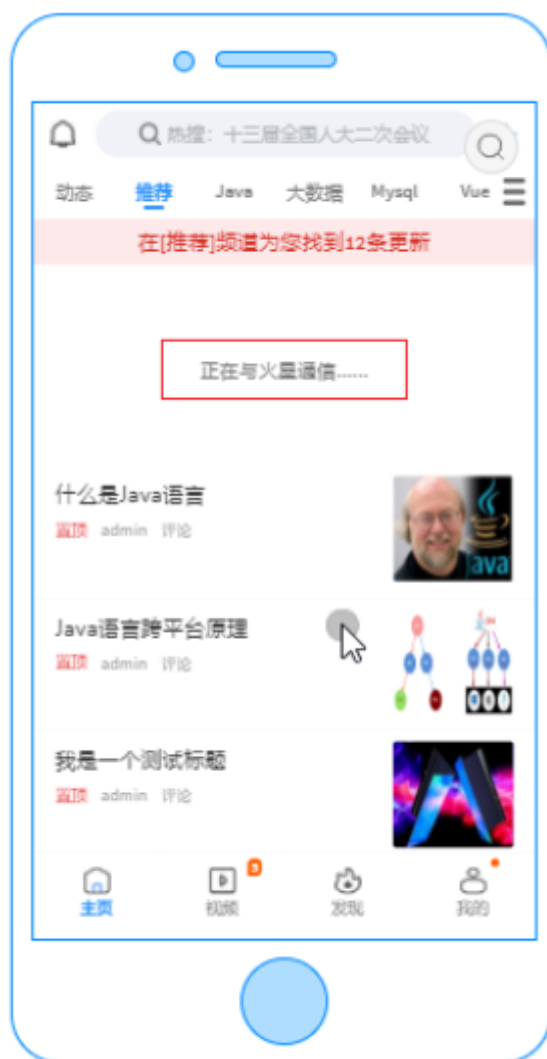 热搜：十三届全国人大二次会议
动态 推荐 Java 大数据 Mysql Vue
在[推荐]频道为您找到12条更新
正在与火星通信......
什么是Java语言
置顶 admin 评论
ava
Java语言跨平台原理
置顶 admin 评论
我是一个测试标题
置顶 admin 评论
主页 视频 发现 我的